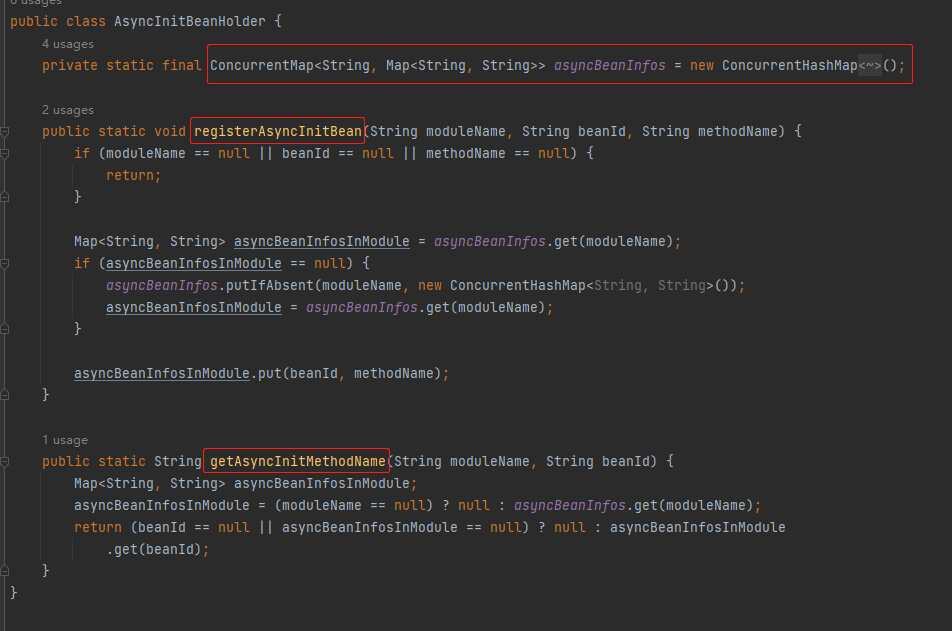 6 usages
public class AsyncInitBeanHolder {
4 usages
private static final ConcurrentMap<String, Map<String, String>> asyncBeanInfos = new ConcurrentHashMap<~>();
2 usages
public static void registerAsyncInitBean(String moduleName, String beanId, String methodName) {
if (moduleName == null || beanId == null || methodName == null) {
return;
}
Map<String, String> asyncBeanInfosInModule = asyncBeanInfos.get(moduleName);
if (asyncBeanInfosInModule == null) {
asyncBeanInfos.putIfAbsent(moduleName, new ConcurrentHashMap<String, String>());
asyncBeanInfosInModule = asyncBeanInfos.get(moduleName);
}
asyncBeanInfosInModule.put(beanId, methodName);
}
1 usage
public static String getAsyncInitMethodName(String moduleName, String beanId) {
Map<String, String> asyncBeanInfosInModule;
asyncBeanInfosInModule = (moduleName == null) ? null : asyncBeanInfos.get(moduleName);
return (beanId == null || asyncBeanInfosInModule == null) ? null : asyncBeanInfosInModule
.get(beanId);
}
}